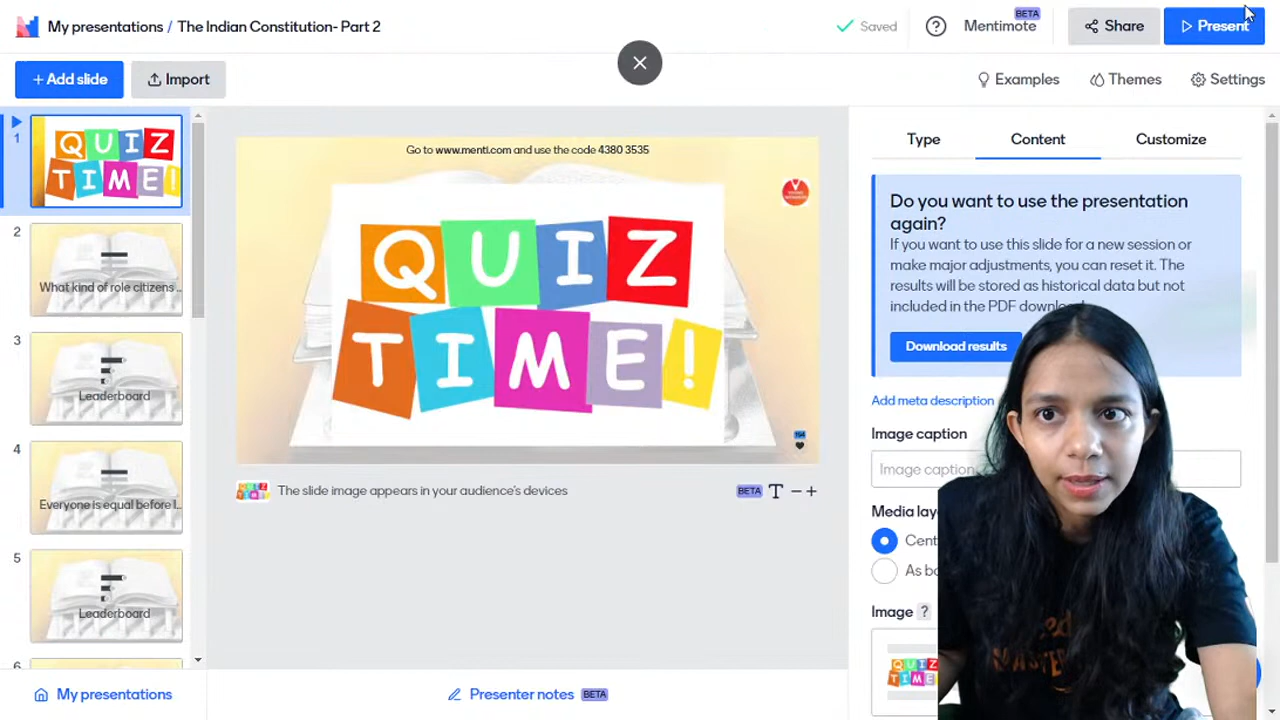 My presentations / The Indian Constitution- Part 2
Saved
Mentimote BETA
Share
Present
+ Add slide
Import
Examples
Themes
Settings
1
QUIZ
TIME!
2
What kind of role citizens ..
3
Leaderboard
4
Everyone is equal before l..
5
Leaderboard
6
Go to www.menti.com and use the code 4380 3535
QUIZ
TIME!
The slide image appears in your audience's devices
BETA T − +
Type
Content
Customize
Do you want to use the presentation
again?
If you want to use this slide for a new session or
make major adjustments, you can reset it. The
results will be stored as historical data but not
included in the PDF
Download results
Add meta description
Image caption
Image caption
Media
Image ?
QUIZ
TIME!
My presentations
Presenter notes BETA